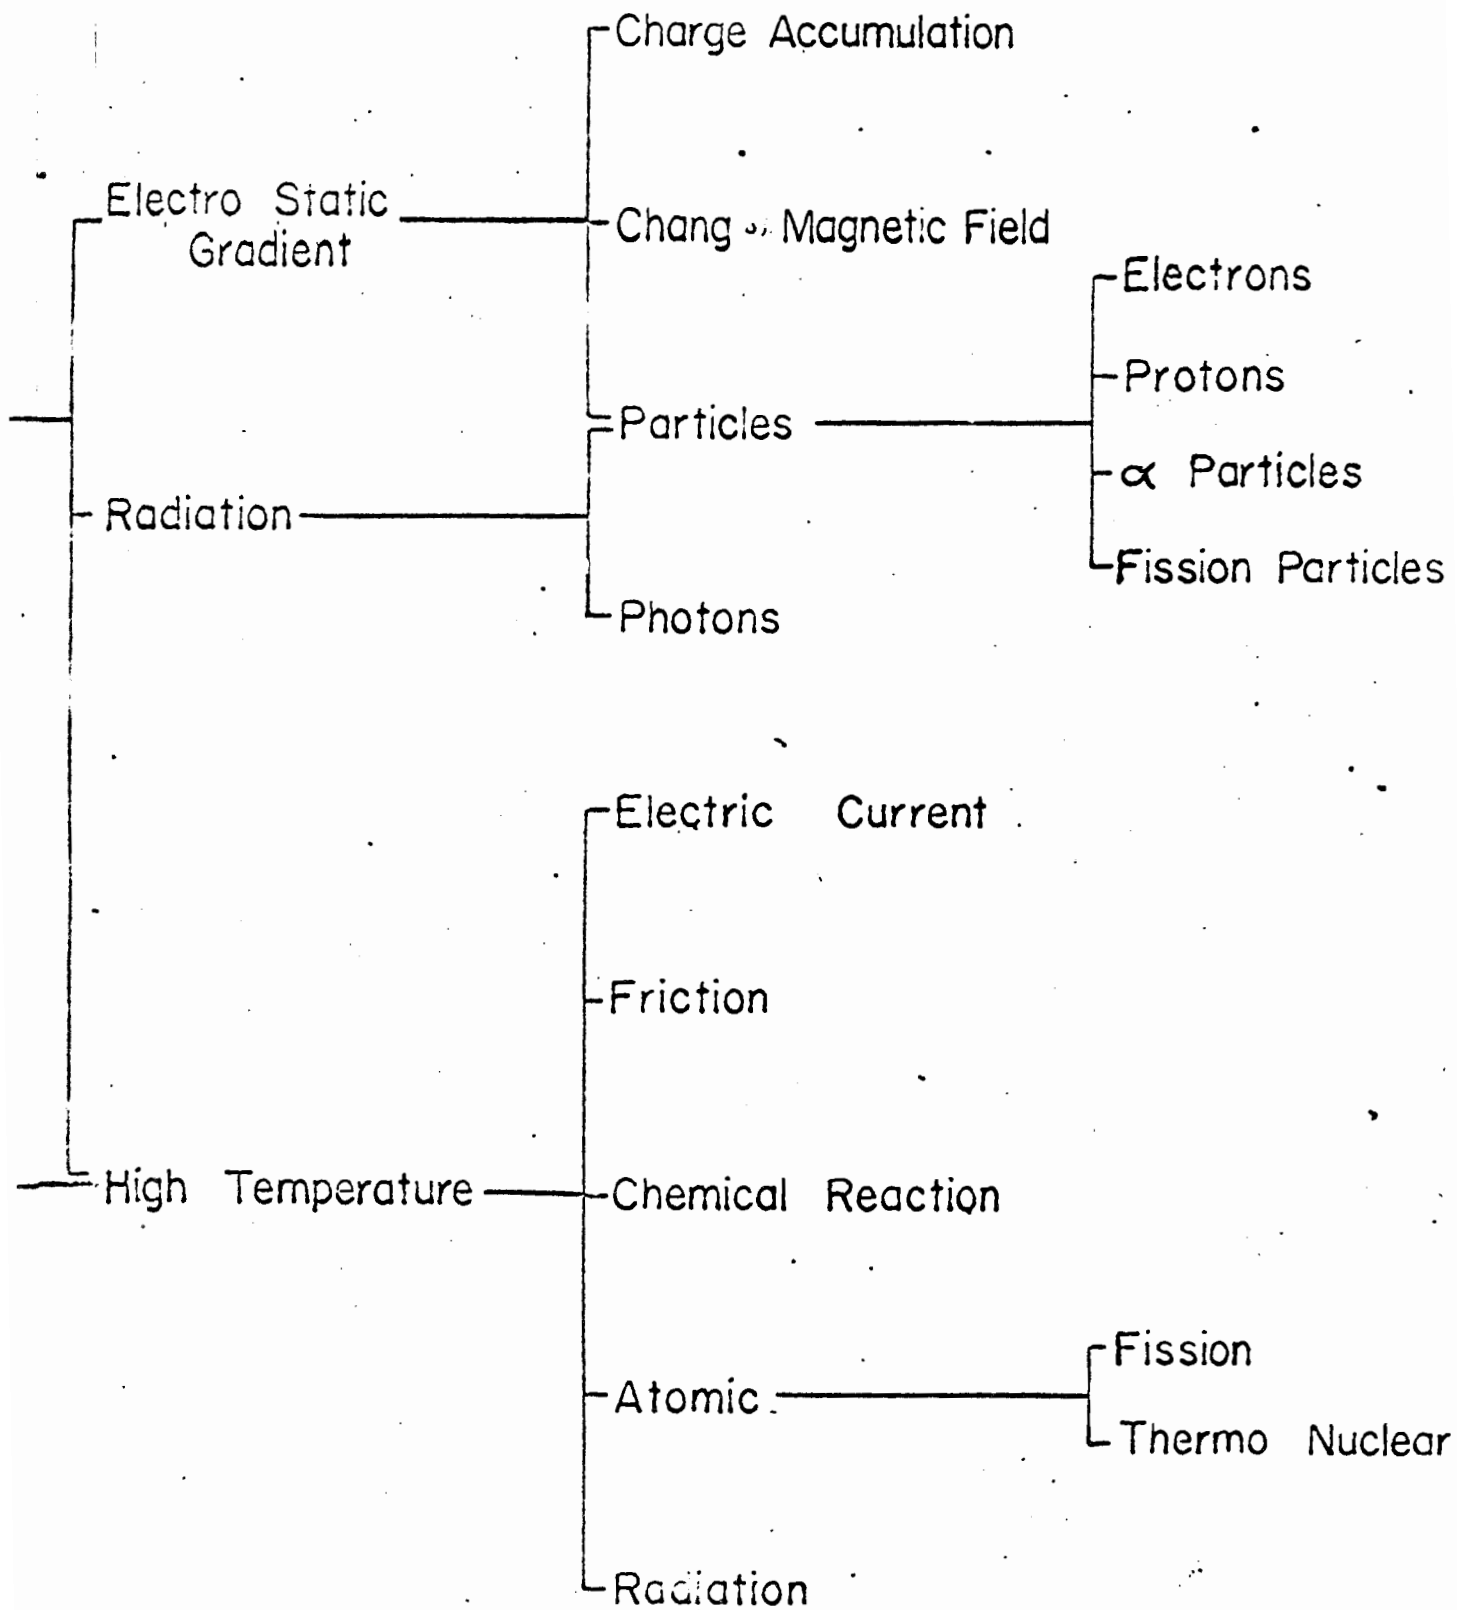 Charge Accumulation
Electro Static
Gradient
Chang Magnetic Field
Electrons
Protons
Particles
α Particles
Radiation
Fission Particles
Photons
Electric Current
Friction
High Temperature
Chemical Reaction
Fission
Atomic
Thermo Nuclear
Radiation